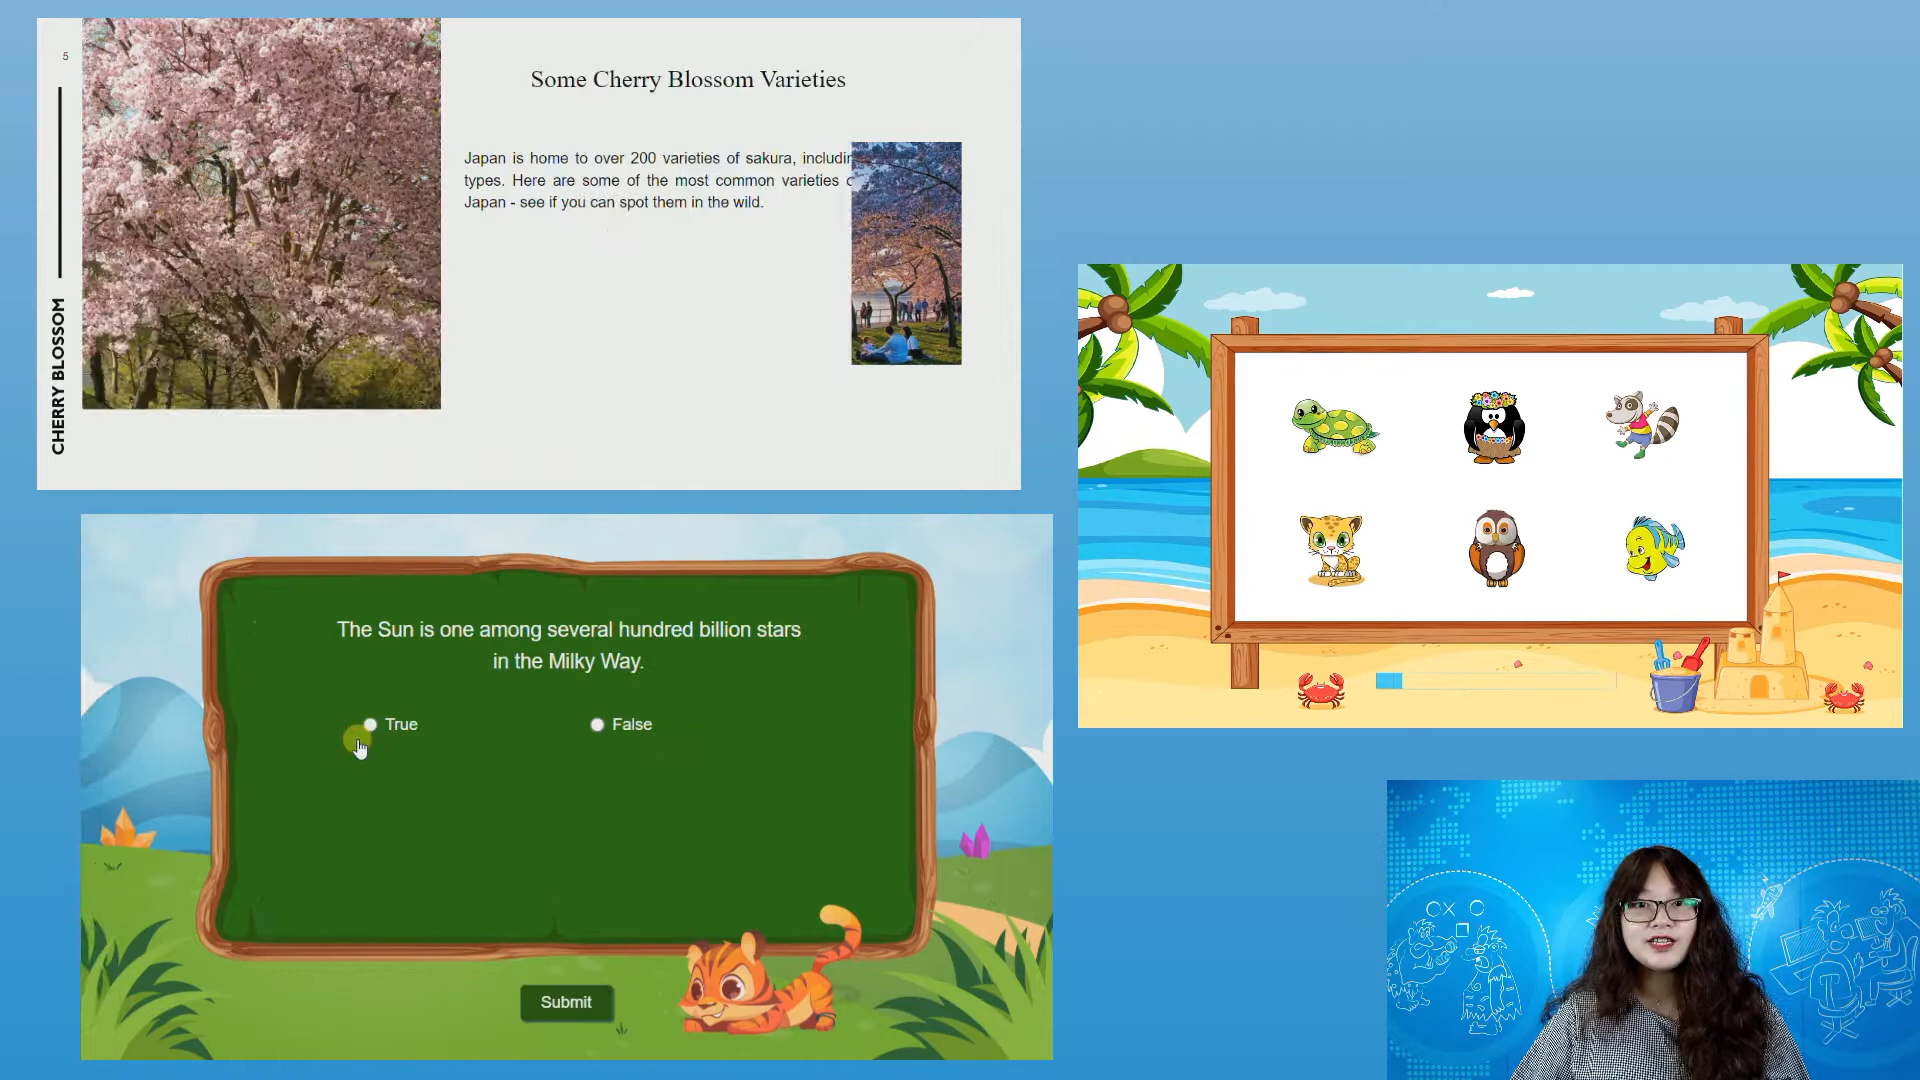 5
CHERRY BLOSSOM
Some Cherry Blossom Varieties
Japan is home to over 200 varieties of sakura,
types. Here are some of the most common varieties
Japan - see if you can spot them in the wild.
The Sun is one among several hundred billion stars
in the Milky Way.
True
False
Submit